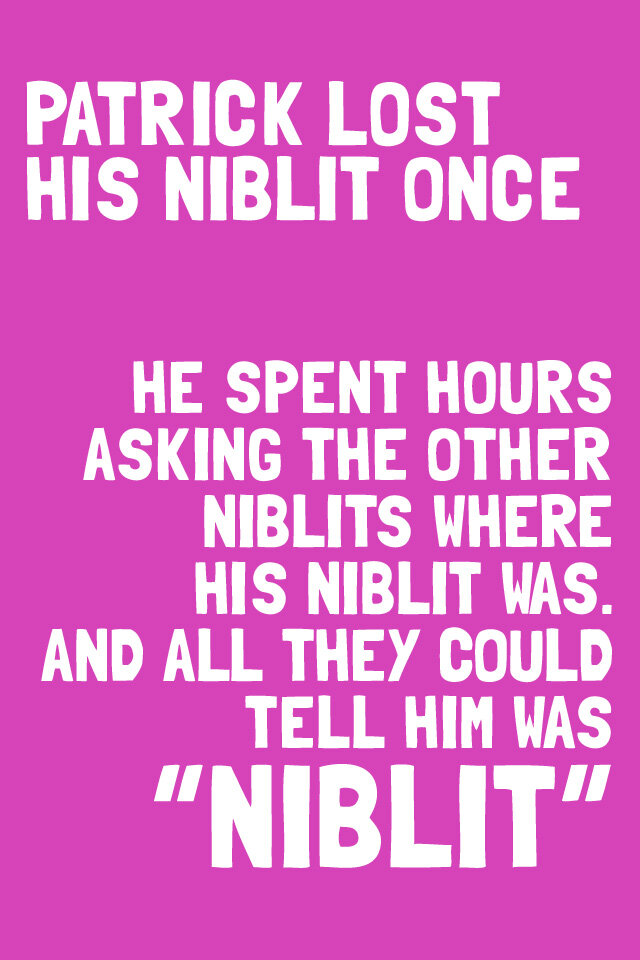 PATRICK LOST
HIS NIBLIT ONCE
HE SPENT HOURS
ASKING THE OTHER
NIBLITS WHERE
HIS NIBLIT WAS.
AND ALL THEY COULD
TELL HIM WAS
"NIBLIT"